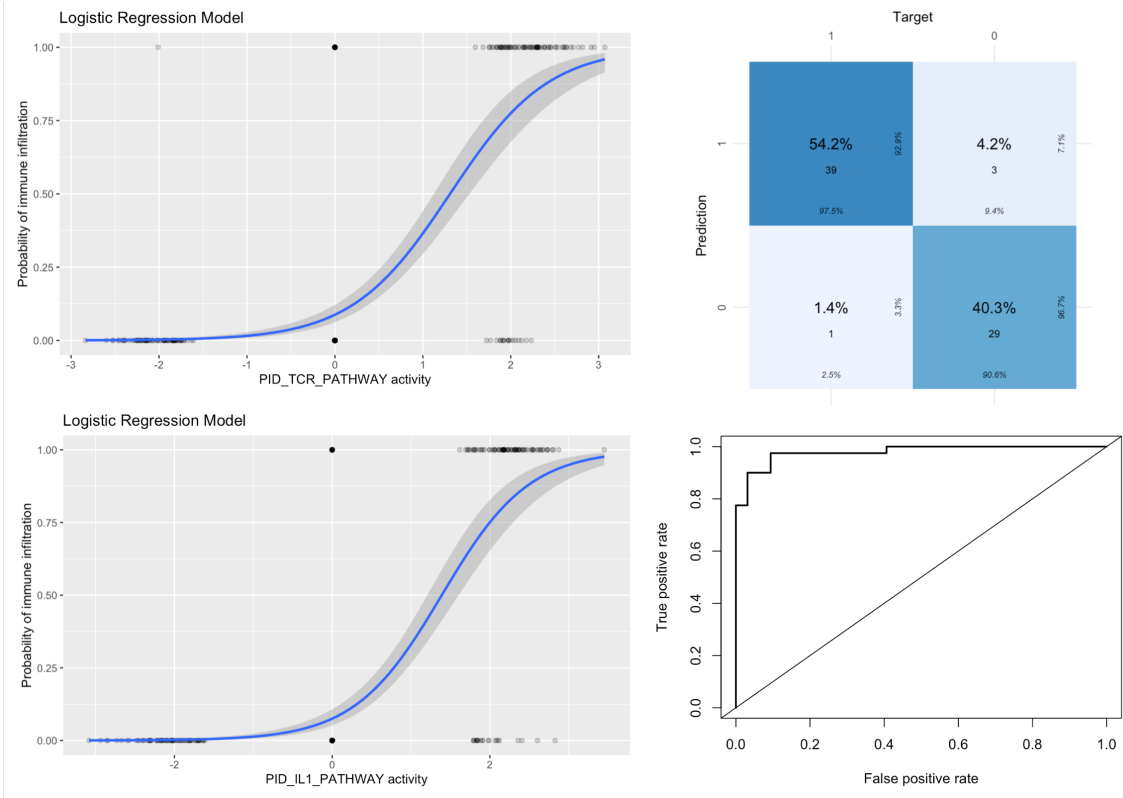 Logistic Regression Model
Probability of immune infiltration
1.00
0.75
0.50
0.25
0.00
-3 -2 -1 0 1 2 3
PID_TCR_PATHWAY activity
Target
1 0
Prediction
1
0
54.2%
39
97.5%
92.9%
4.2%
3
9.4%
7.1%
1.4%
1
2.5%
3.3%
40.3%
29
90.6%
96.7%
Logistic Regression Model
Probability of immune infiltration
1.00
0.75
0.50
0.25
0.00
-2 0 2
PID_IL1_PATHWAY activity
True positive rate
1.0
0.8
0.6
0.4
0.2
0.0
0.0 0.2 0.4 0.6 0.8 1.0
False positive rate